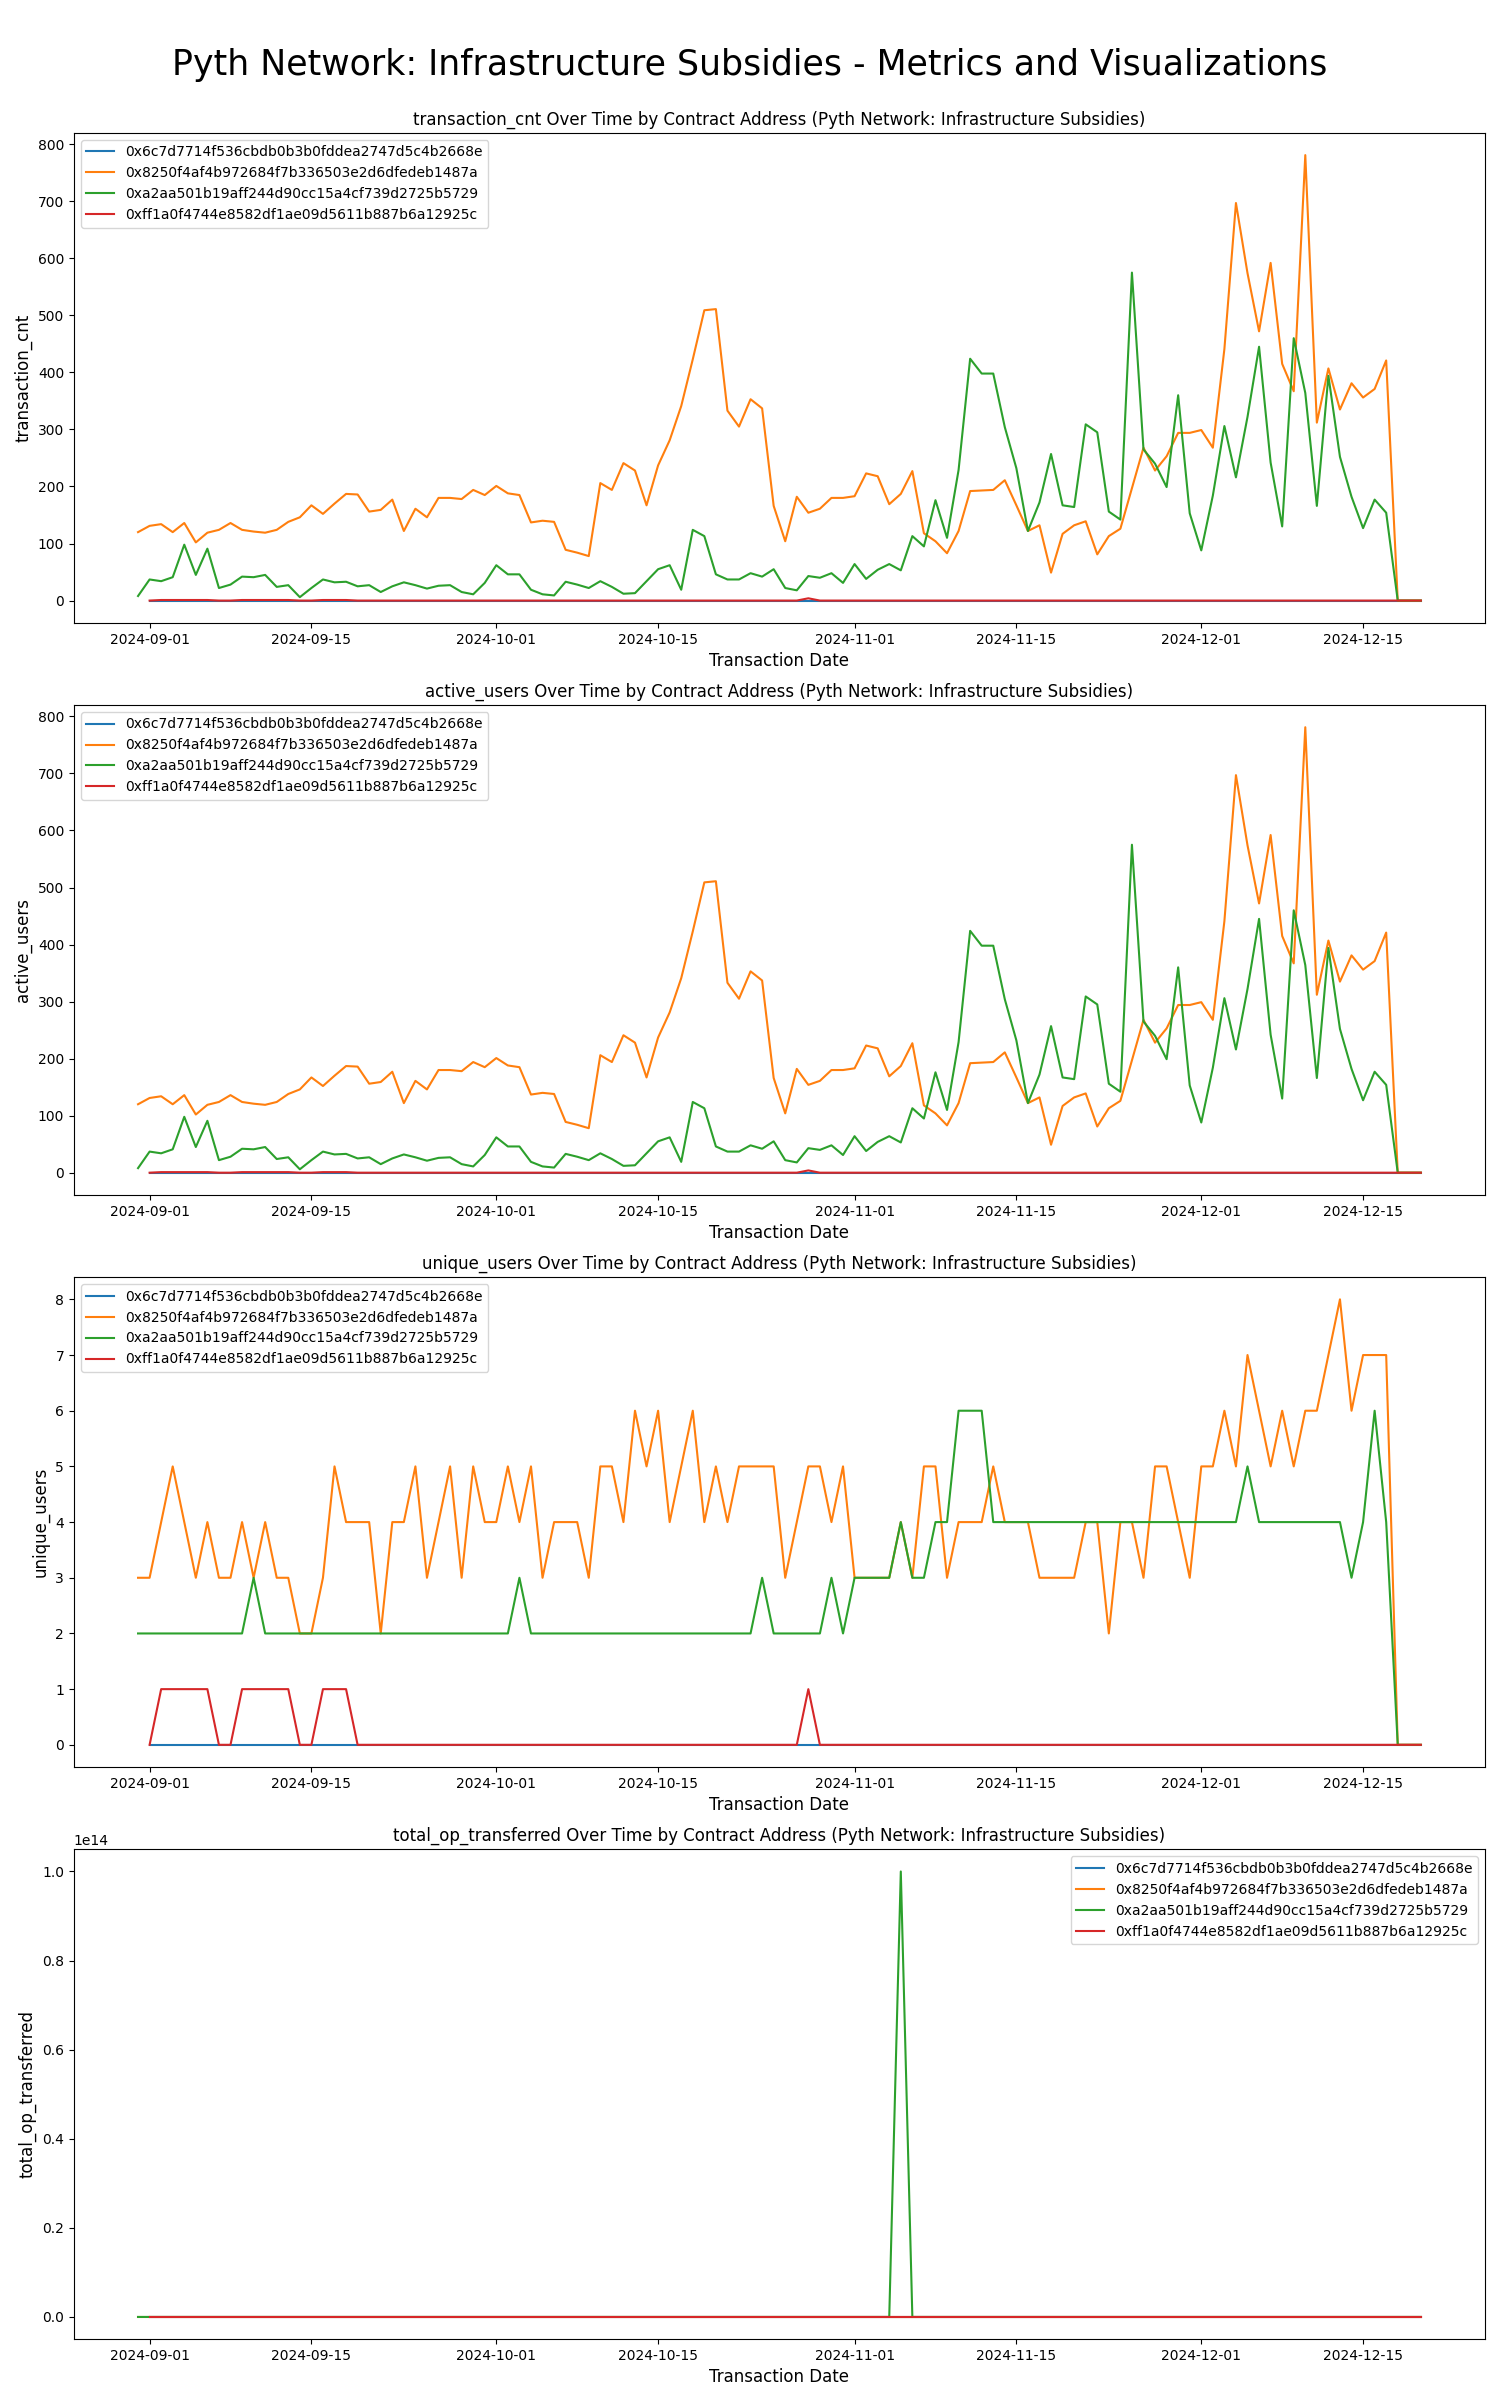 Pyth Network: Infrastructure Subsidies - Metrics and Visualizations
transaction_cnt Over Time by Contract Address (Pyth Network: Infrastructure Subsidies)
0x6c7d7714f536cbdb0b3b0fddea2747d5c4b2668e
0x8250f4af4b972684f7b336503e2d6dfedeb1487a
0xa2aa501b19aff244d90cc15a4cf739d2725b5729
0xff1a0f4744e8582df1ae09d5611b887b6a12925c
800
700
600
500
400
300
200
100
0
transaction_cnt
2024-09-01 2024-09-15 2024-10-01 2024-10-15 2024-11-01 2024-11-15 2024-12-01 2024-12-15
Transaction Date
active_users Over Time by Contract Address (Pyth Network: Infrastructure Subsidies)
0x6c7d7714f536cbdb0b3b0fddea2747d5c4b2668e
0x8250f4af4b972684f7b336503e2d6dfedeb1487a
0xa2aa501b19aff244d90cc15a4cf739d2725b5729
0xff1a0f4744e8582df1ae09d5611b887b6a12925c
800
700
600
500
400
300
200
100
0
active_users
2024-09-01 2024-09-15 2024-10-01 2024-10-15 2024-11-01 2024-11-15 2024-12-01 2024-12-15
Transaction Date
unique_users Over Time by Contract Address (Pyth Network: Infrastructure Subsidies)
0x6c7d7714f536cbdb0b3b0fddea2747d5c4b2668e
0x8250f4af4b972684f7b336503e2d6dfedeb1487a
0xa2aa501b19aff244d90cc15a4cf739d2725b5729
0xff1a0f4744e8582df1ae09d5611b887b6a12925c
8
7
6
5
4
3
2
1
0
unique_users
2024-09-01 2024-09-15 2024-10-01 2024-10-15 2024-11-01 2024-11-15 2024-12-01 2024-12-15
Transaction Date
total_op_transferred Over Time by Contract Address (Pyth Network: Infrastructure Subsidies)
1e14
0x6c7d7714f536cbdb0b3b0fddea2747d5c4b2668e
0x8250f4af4b972684f7b336503e2d6dfedeb1487a
0xa2aa501b19aff244d90cc15a4cf739d2725b5729
0xff1a0f4744e8582df1ae09d5611b887b6a12925c
1.0
0.8
0.6
0.4
0.2
0.0
total_op_transferred
2024-09-01 2024-09-15 2024-10-01 2024-10-15 2024-11-01 2024-11-15 2024-12-01 2024-12-15
Transaction Date